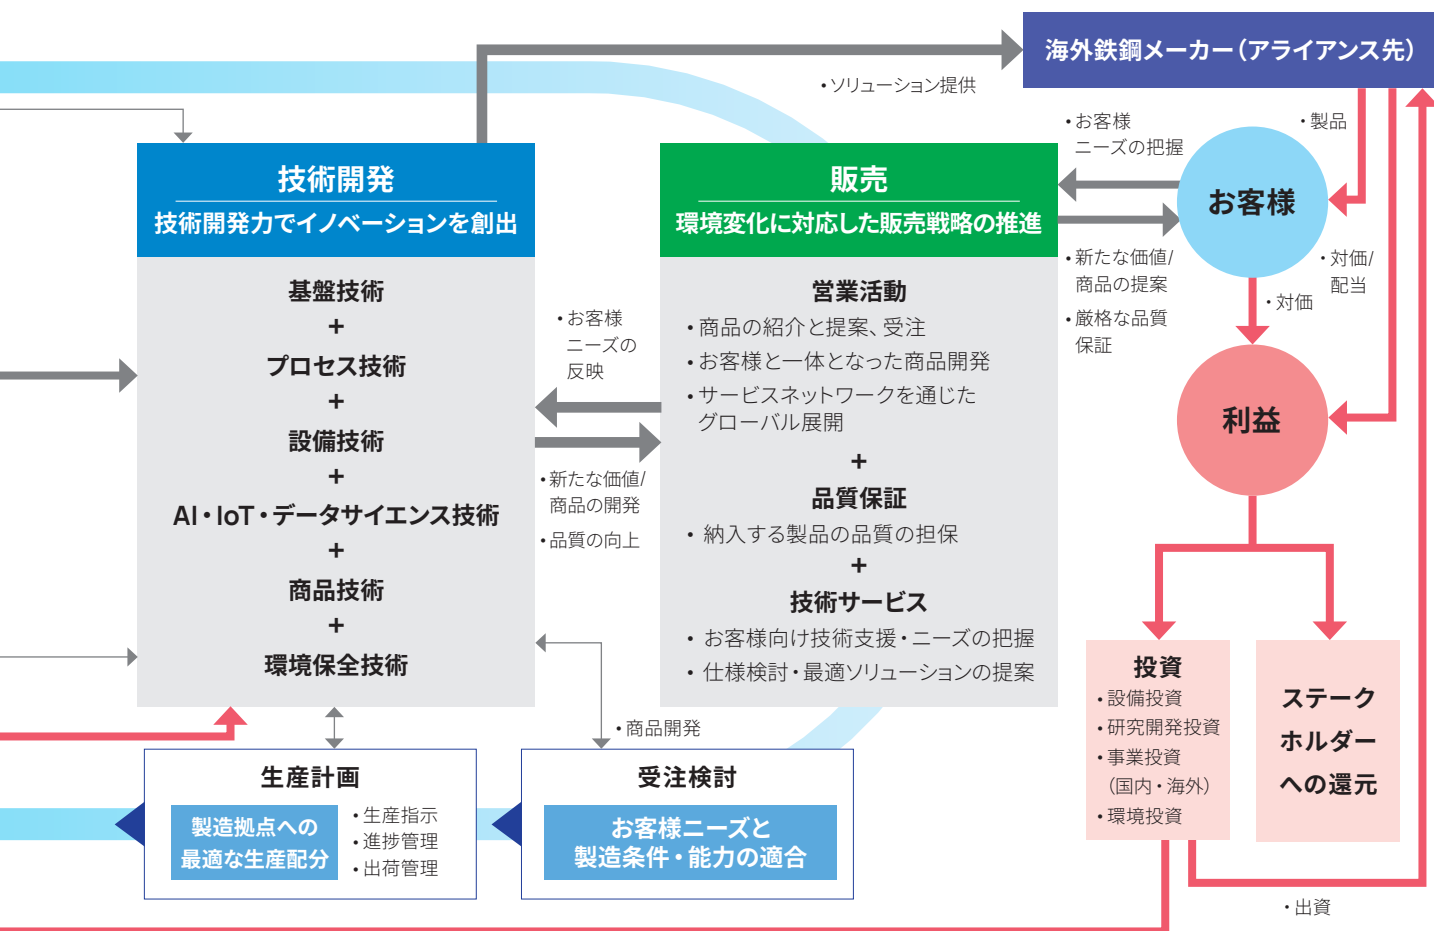 海外鉄鋼メーカー(アライアンス先)
・ソリューション提供
・お客様
ニーズの把握
・製品
お客様
技術開発
技術開発力でイノベーションを創出
販売
環境変化に対応した販売戦略の推進
・新たな価値/
商品の提案
・厳格な品質
保証
・対価/
配当
・対価
利益
基盤技術
+
プロセス技術
+
設備技術
+
AI・IoT・データサイエンス技術
+
商品技術
+
環境保全技術
・お客様
ニーズの
反映
・新たな価値/
商品の開発
・品質の向上
営業活動
・商品の紹介と提案、受注
・お客様と一体となった商品開発
・サービスネットワークを通じた
グローバル展開
+
品質保証
・納入する製品の品質の担保
+
技術サービス
・お客様向け技術支援・ニーズの把握
・仕様検討・最適ソリューションの提案
投資
・設備投資
・研究開発投資
・事業投資
(国内・海外)
・環境投資
ステーク
ホルダー
への還元
・商品開発
生産計画
製造拠点への
最適な生産配分
・生産指示
・進捗管理
・出荷管理
受注検討
お客様ニーズと
製造条件・能力の適合
・出資